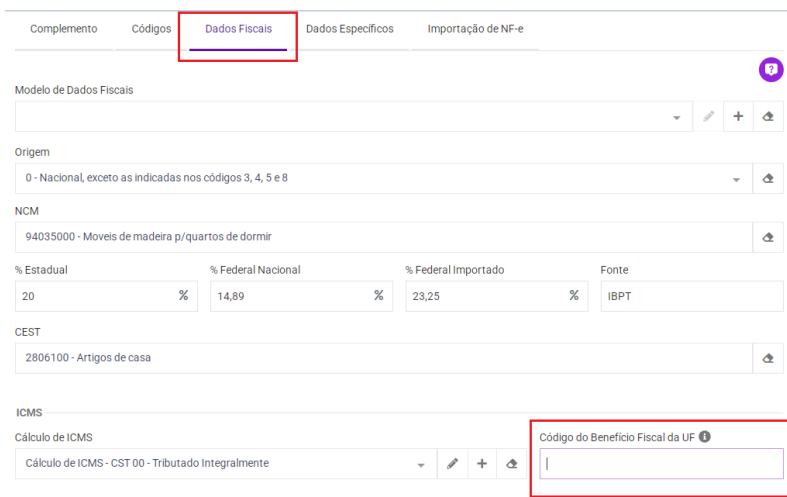 Complemento Códigos Dados Fiscais Dados Específicos Importação de NF-e
Modelo de Dados Fiscais
Origem
0 - Nacional, exceto as indicadas nos códigos 3, 4, 5 e 8
NCM
94035000 - Moveis de madeira p/quartos de dormir
% Estadual % Federal Nacional % Federal Importado Fonte
20 % 14,89 % 23,25 % IBPT
CEST
2806100 - Artigos de casa
ICMS
Cálculo de ICMS Código do Benefício Fiscal da UF
Cálculo de ICMS - CST 00 - Tributado Integralmente